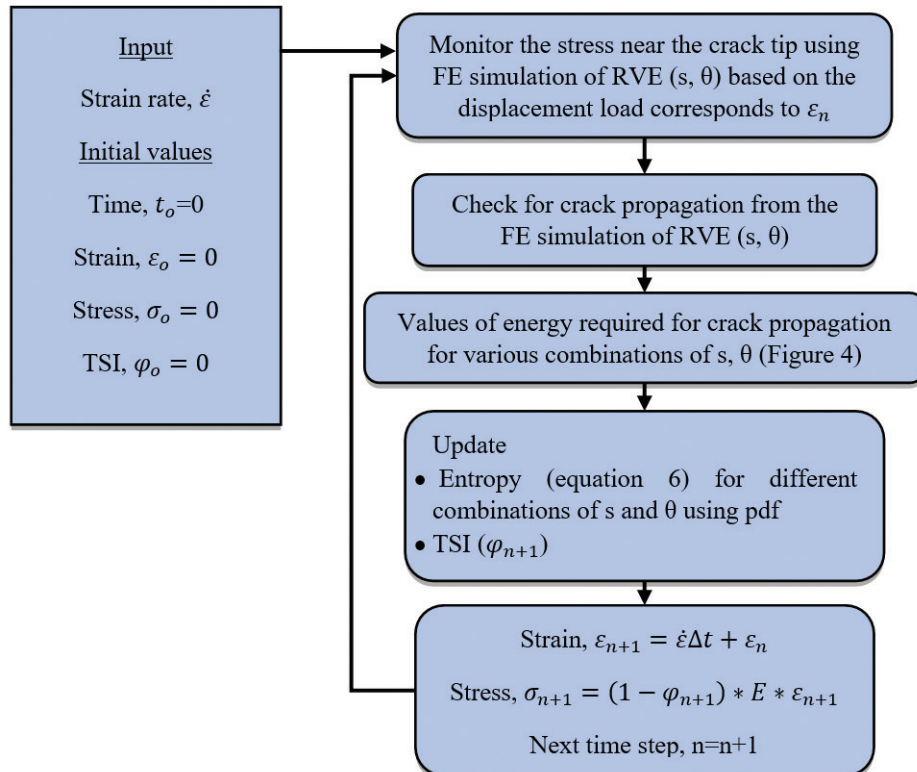 Input
Strain rate, ε̇
Initial values
Time, tₒ=0
Strain, εₒ = 0
Stress, σₒ = 0
TSI, φₒ = 0
Monitor the stress near the crack tip using
FE simulation of RVE (s, θ) based on the
displacement load corresponds to εₙ
Check for crack propagation from the
FE simulation of RVE (s, θ)
Values of energy required for crack propagation
for various combinations of s, θ (Figure 4)
Update
• Entropy (equation 6) for different
combinations of s and θ using pdf
• TSI (φₙ₊₁)
Strain, εₙ₊₁ = ε̇Δt + εₙ
Stress, σₙ₊₁ = (1 − φₙ₊₁) * E * εₙ₊₁
Next time step, n=n+1